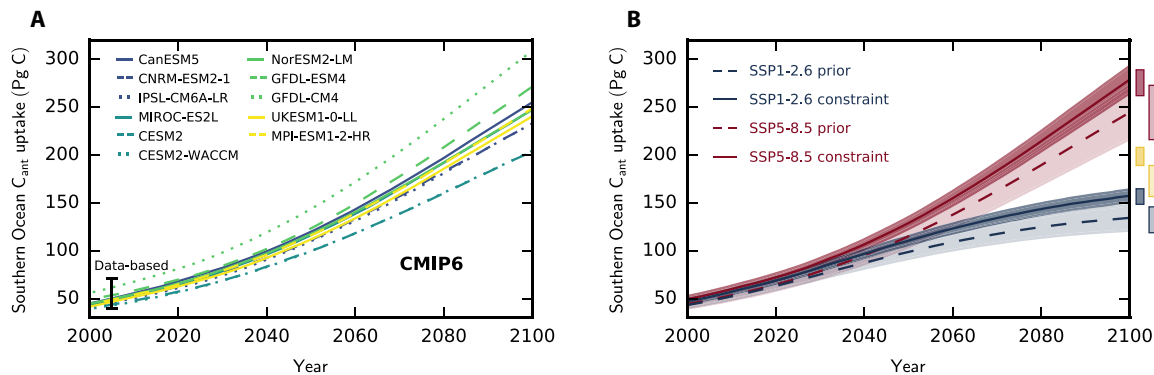 A
Southern Ocean Cant uptake (Pg C)
300
250
200
150
100
50
CanESM5
CNRM-ESM2-1
IPSL-CM6A-LR
MIROC-ES2L
CESM2
CESM2-WACCM
NorESM2-LM
GFDL-ESM4
GFDL-CM4
UKESM1-0-LL
MPI-ESM1-2-HR
Data-based
CMIP6
2000 2020 2040 2060 2080 2100
Year
B
Southern Ocean Cant uptake (Pg C)
300
250
200
150
100
50
SSP1-2.6 prior
SSP1-2.6 constraint
SSP5-8.5 prior
SSP5-8.5 constraint
2000 2020 2040 2060 2080 2100
Year